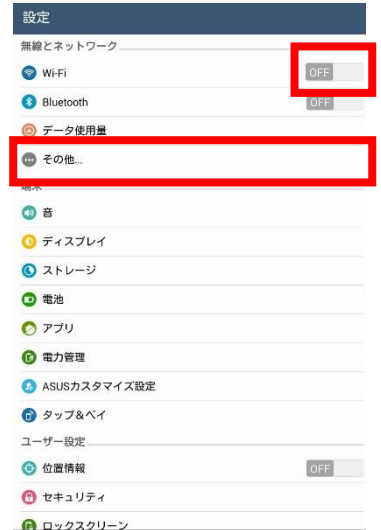 設定
無線とネットワーク
Wi-Fi
OFF
Bluetooth
OFF
データ使用量
その他...
端末
音
ディスプレイ
ストレージ
電池
アプリ
電力管理
ASUSカスタマイズ設定
タップ&ペイ
ユーザー設定
位置情報
OFF
セキュリティ
ロックスクリーン